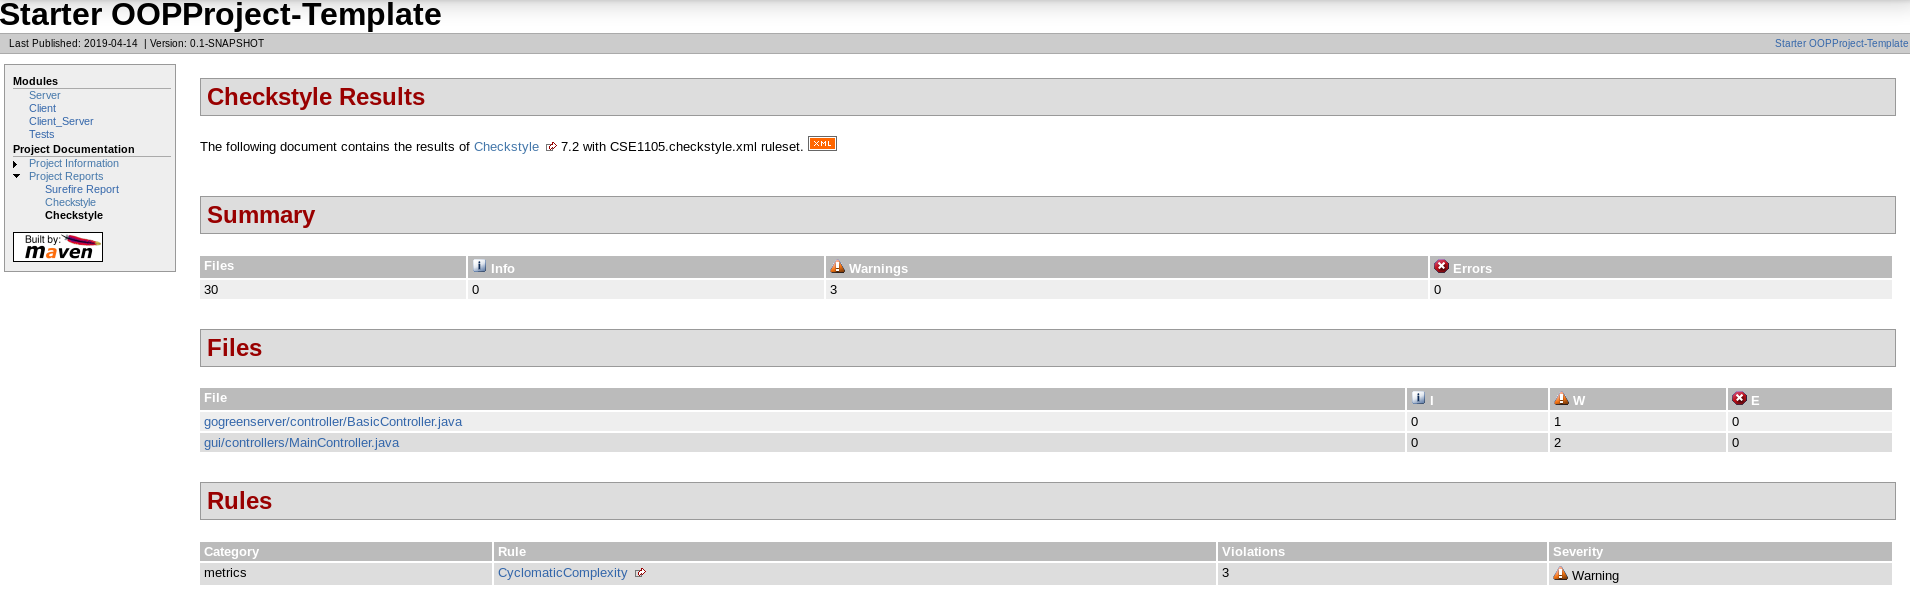 Starter OOPProject-Template
Last Published: 2019-04-14 | Version: 0.1-SNAPSHOT
Starter OOPProject-Template
Modules
Server
Client
Client_Server
Tests
Project Documentation
Project Information
Project Reports
Surefire Report
Checkstyle
Checkstyle
Built by:
maven
Checkstyle Results
The following document contains the results of Checkstyle 7.2 with CSE1105.checkstyle.xml ruleset. XML
Summary
Files Info Warnings Errors
30 0 3 0
Files
File I W E
gogreenserver/controller/BasicController.java 0 1 0
gui/controllers/MainController.java 0 2 0
Rules
Category Rule Violations Severity
metrics CyclomaticComplexity 3 Warning